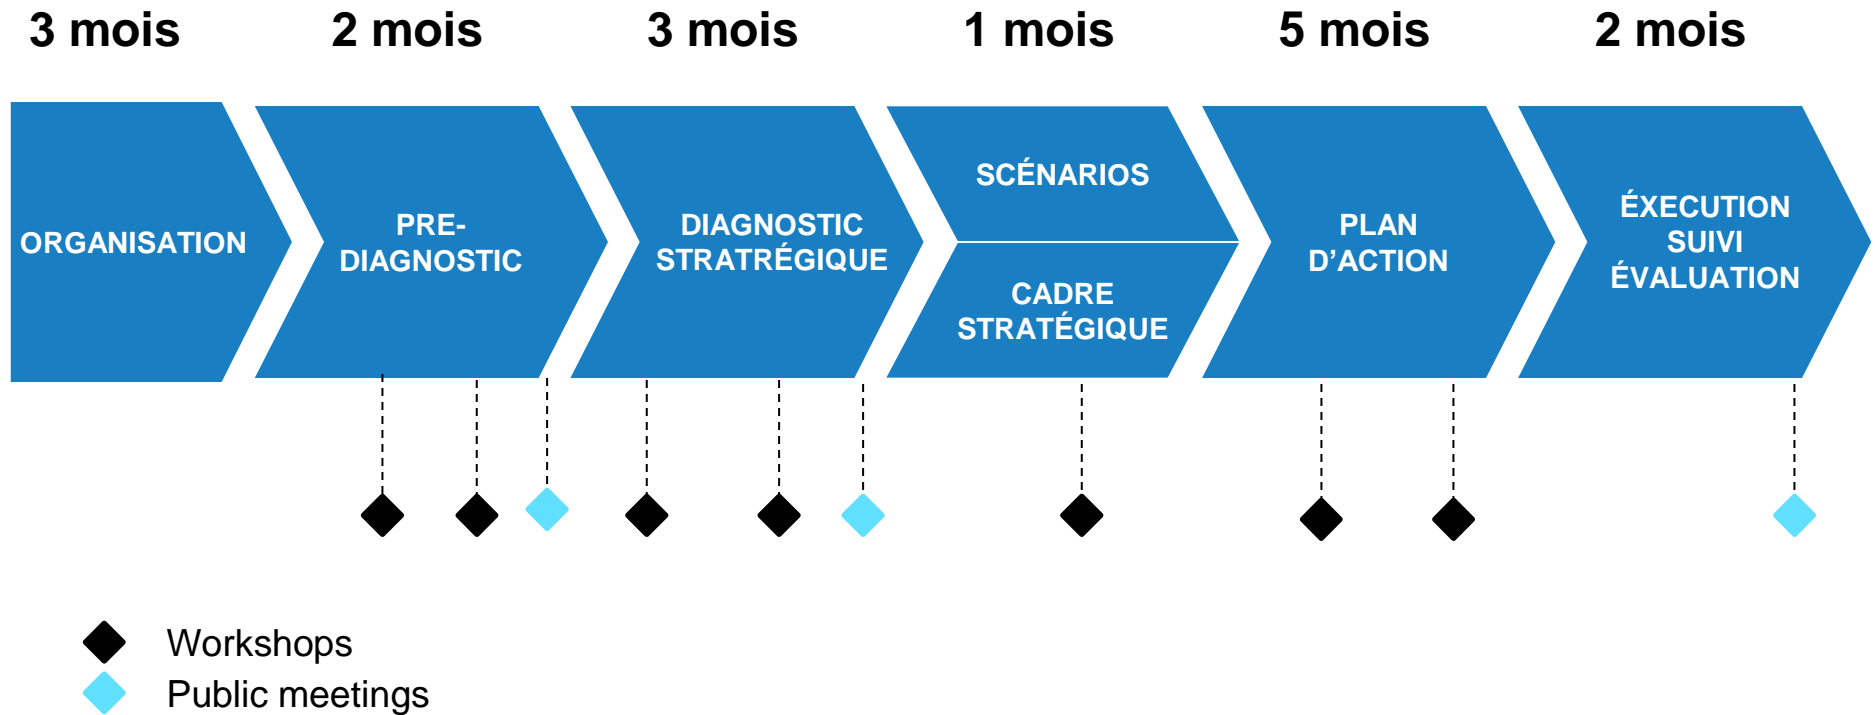 3 mois
2 mois
3 mois
1 mois
5 mois
2 mois
ORGANISATION
PRE-
DIAGNOSTIC
DIAGNOSTIC
STRATRÉGIQUE
SCÉNARIOS
CADRE
STRATÉGIQUE
PLAN
D’ACTION
ÉXECUTION
SUIVI
ÉVALUATION
Workshops
Public meetings